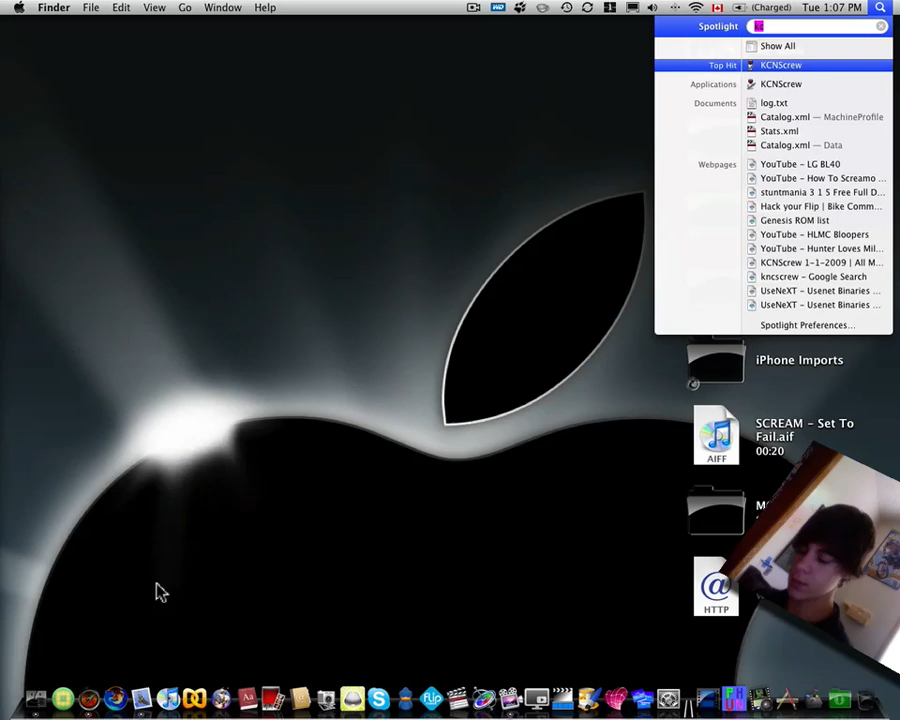 Finder File Edit View Go Window Help (Charged) Tue 1:07 PM
Spotlight kc
Show All
Top Hit KCNScrew
Applications KCNScrew
Documents log.txt
Catalog.xml — MachineProfile
Stats.xml
Catalog.xml — Data
Webpages YouTube - LG BL40
YouTube - How To Screamo ...
stuntmania 3 1 5 Free Full D...
Hack your Flip | Bike Comm...
Genesis ROM list
YouTube - HLMC Bloopers
YouTube - Hunter Loves Mil...
KCNScrew 1-1-2009 | All M...
kncscrew - Google Search
UseNeXT - Usenet Binaries ...
UseNeXT - Usenet Binaries ...
Spotlight Preferences...
iPhone Imports
SCREAM - Set To
Fail.aif
00:20
AIFF
@
HTTP
Flip